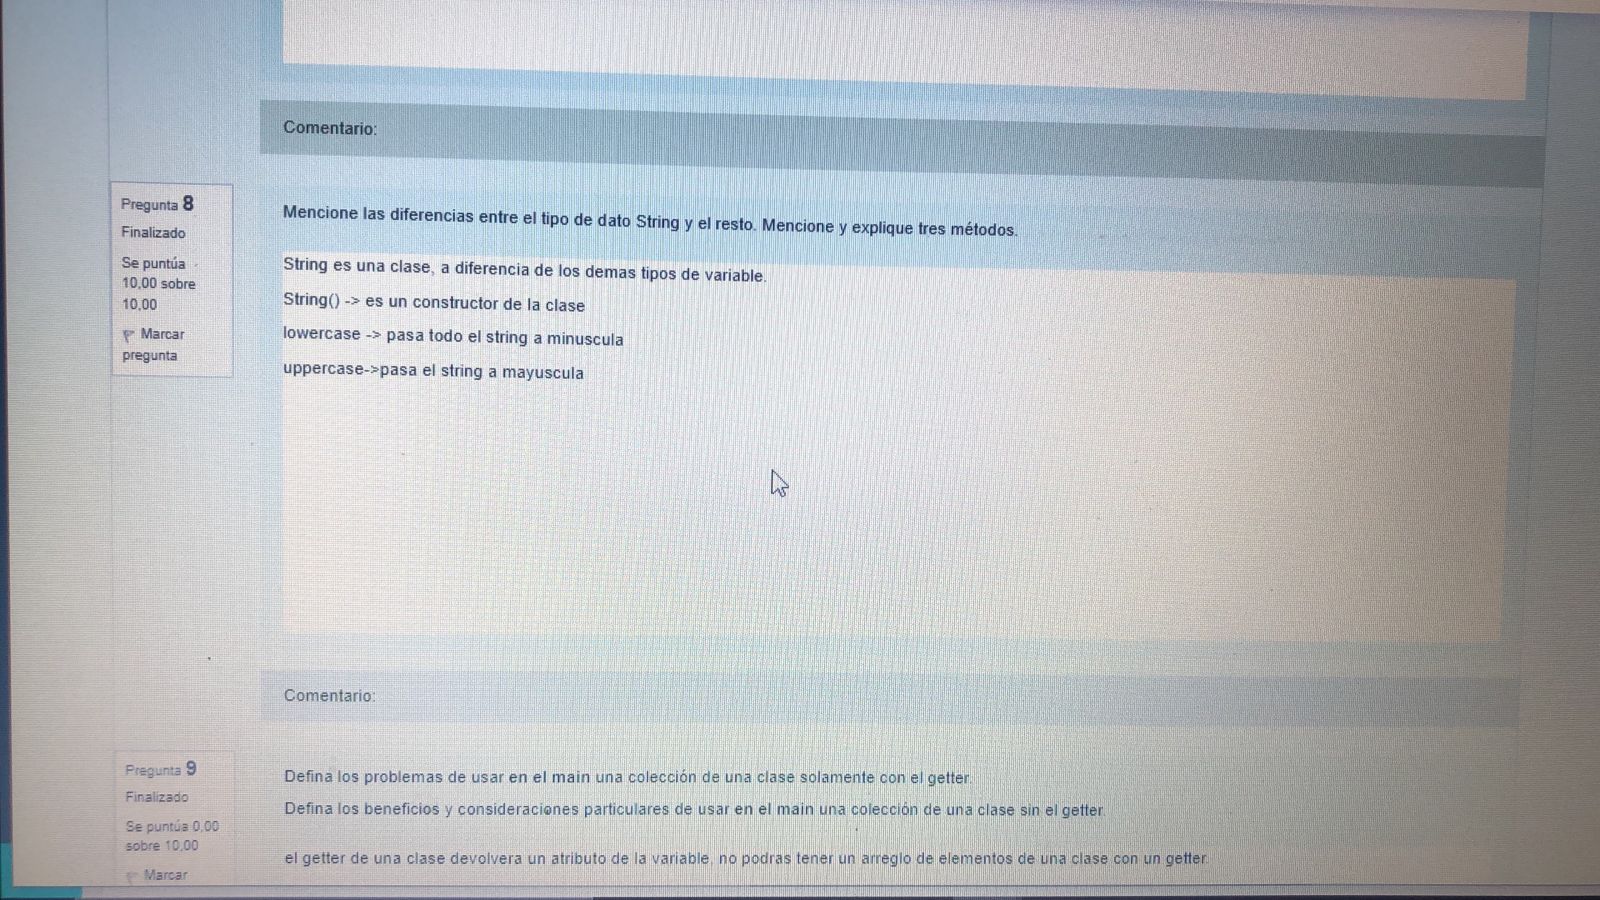 Comentario:
Pregunta 8
Finalizado
Se puntúa
10,00 sobre
10,00
Marcar
pregunta
Mencione las diferencias entre el tipo de dato String y el resto. Mencione y explique tres métodos.
String es una clase, a diferencia de los demas tipos de variable.
String() -> es un constructor de la clase
lowercase -> pasa todo el string a minuscula
uppercase->pasa el string a mayuscula
Comentario:
Pregunta 9
Finalizado
Se puntúa 0,00
sobre 10,00
Marcar
Defina los problemas de usar en el main una colección de una clase solamente con el getter.
Defina los beneficios y consideraciones particulares de usar en el main una colección de una clase sin el getter.
el getter de una clase devolvera un atributo de la variable, no podras tener un arreglo de elementos de una clase con un getter.